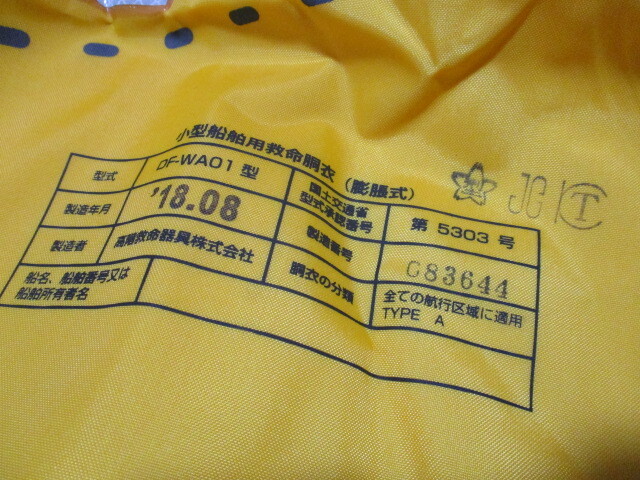 小型船舶用救命胴衣(膨脹式)
型式 DF-WA01 型 国土交通省型式承認番号 第 5303 号
製造年月 '18.08 製造番号 C83644
製造者 高階救命器具株式会社 胴衣の分類 全ての航行区域に適用 TYPE A
船名、船舶番号又は
船舶所有者名
JG T